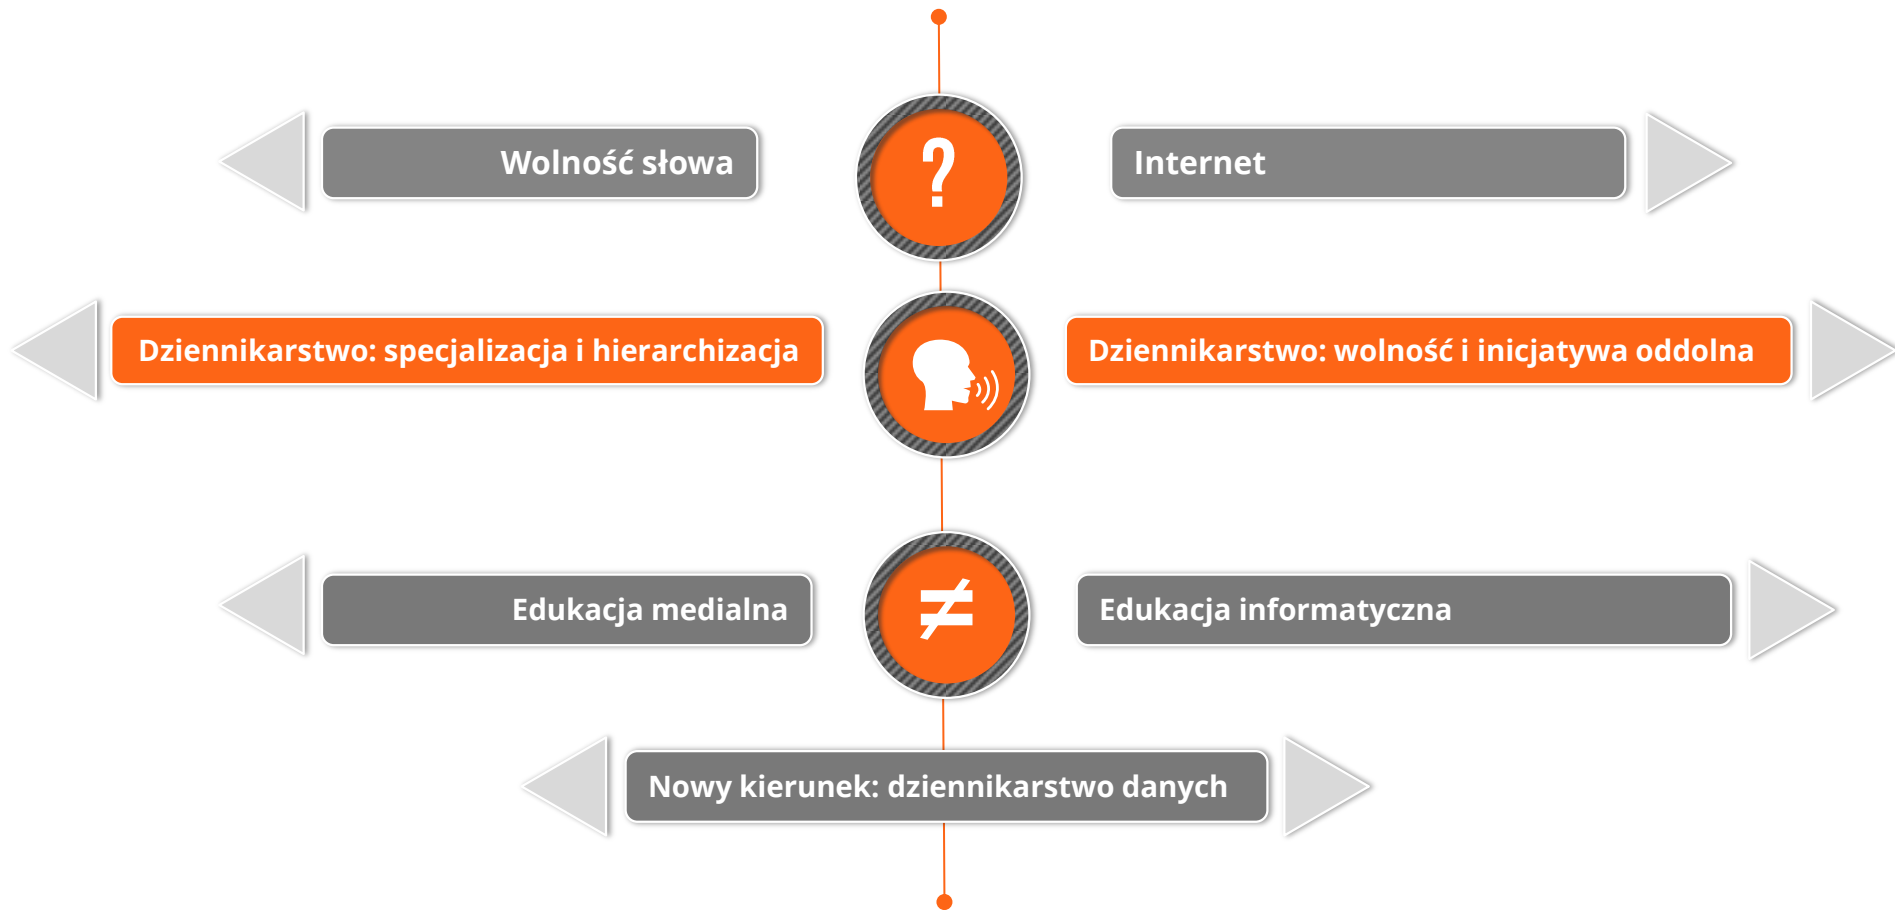 Wolność słowa
?
Internet
Dziennikarstwo: specjalizacja i hierarchizacja
Dziennikarstwo: wolność i inicjatywa oddolna
Edukacja medialna
≠
Edukacja informatyczna
Nowy kierunek: dziennikarstwo danych